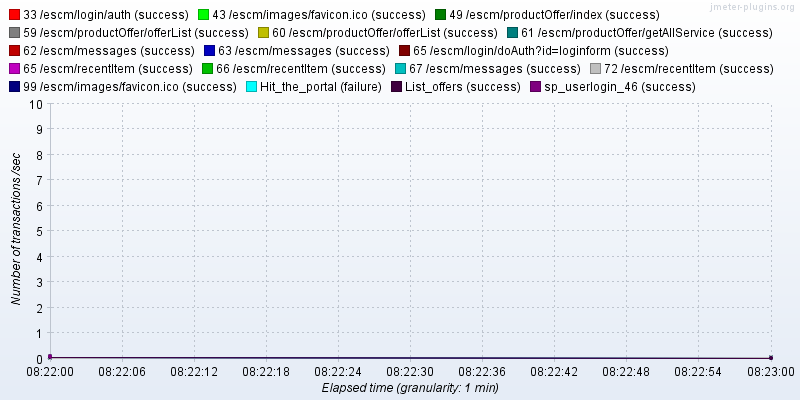 jmeter-plugins.org
33 /escm/login/auth (success) 43 /escm/images/favicon.ico (success) 49 /escm/productOffer/index (success)
59 /escm/productOffer/offerList (success) 60 /escm/productOffer/offerList (success) 61 /escm/productOffer/getAllService (success)
62 /escm/messages (success) 63 /escm/messages (success) 65 /escm/login/doAuth?id=loginform (success)
65 /escm/recentItem (success) 66 /escm/recentItem (success) 67 /escm/messages (success) 72 /escm/recentItem (success)
99 /escm/images/favicon.ico (success) Hit_the_portal (failure) List_offers (success) sp_userlogin_46 (success)
Number of transactions /sec
10
9
8
7
6
5
4
3
2
1
0
08:22:00 08:22:06 08:22:12 08:22:18 08:22:24 08:22:30 08:22:36 08:22:42 08:22:48 08:22:54 08:23:00
Elapsed time (granularity: 1 min)